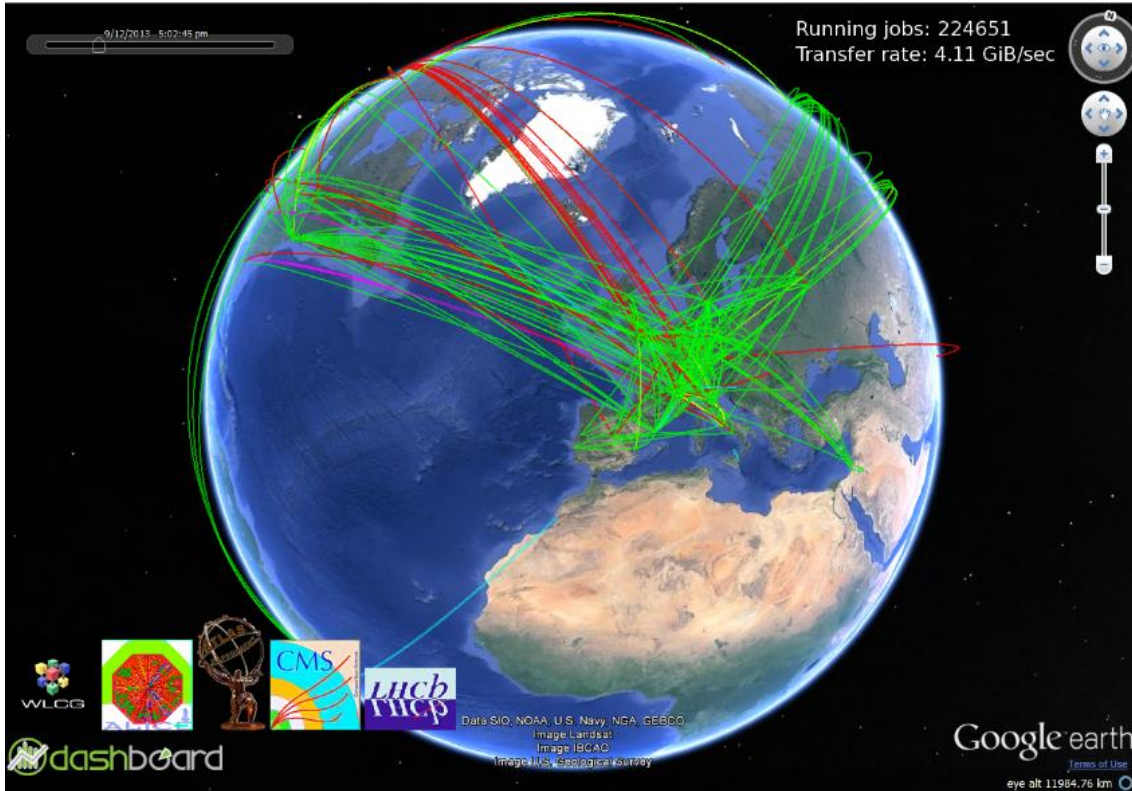 9/12/2013 5:02:45 pm
Running jobs: 224651
Transfer rate: 4.11 GiB/sec
N
WLCG
ALICE
ATLAS
CMS
LHCb
Data SIO, NOAA, U.S. Navy, NGA, GEBCO
Image Landsat
Image IBCAO
Image U.S. Geological Survey
dashboard
Google earth
Terms of Use
eye alt 11984.76 km